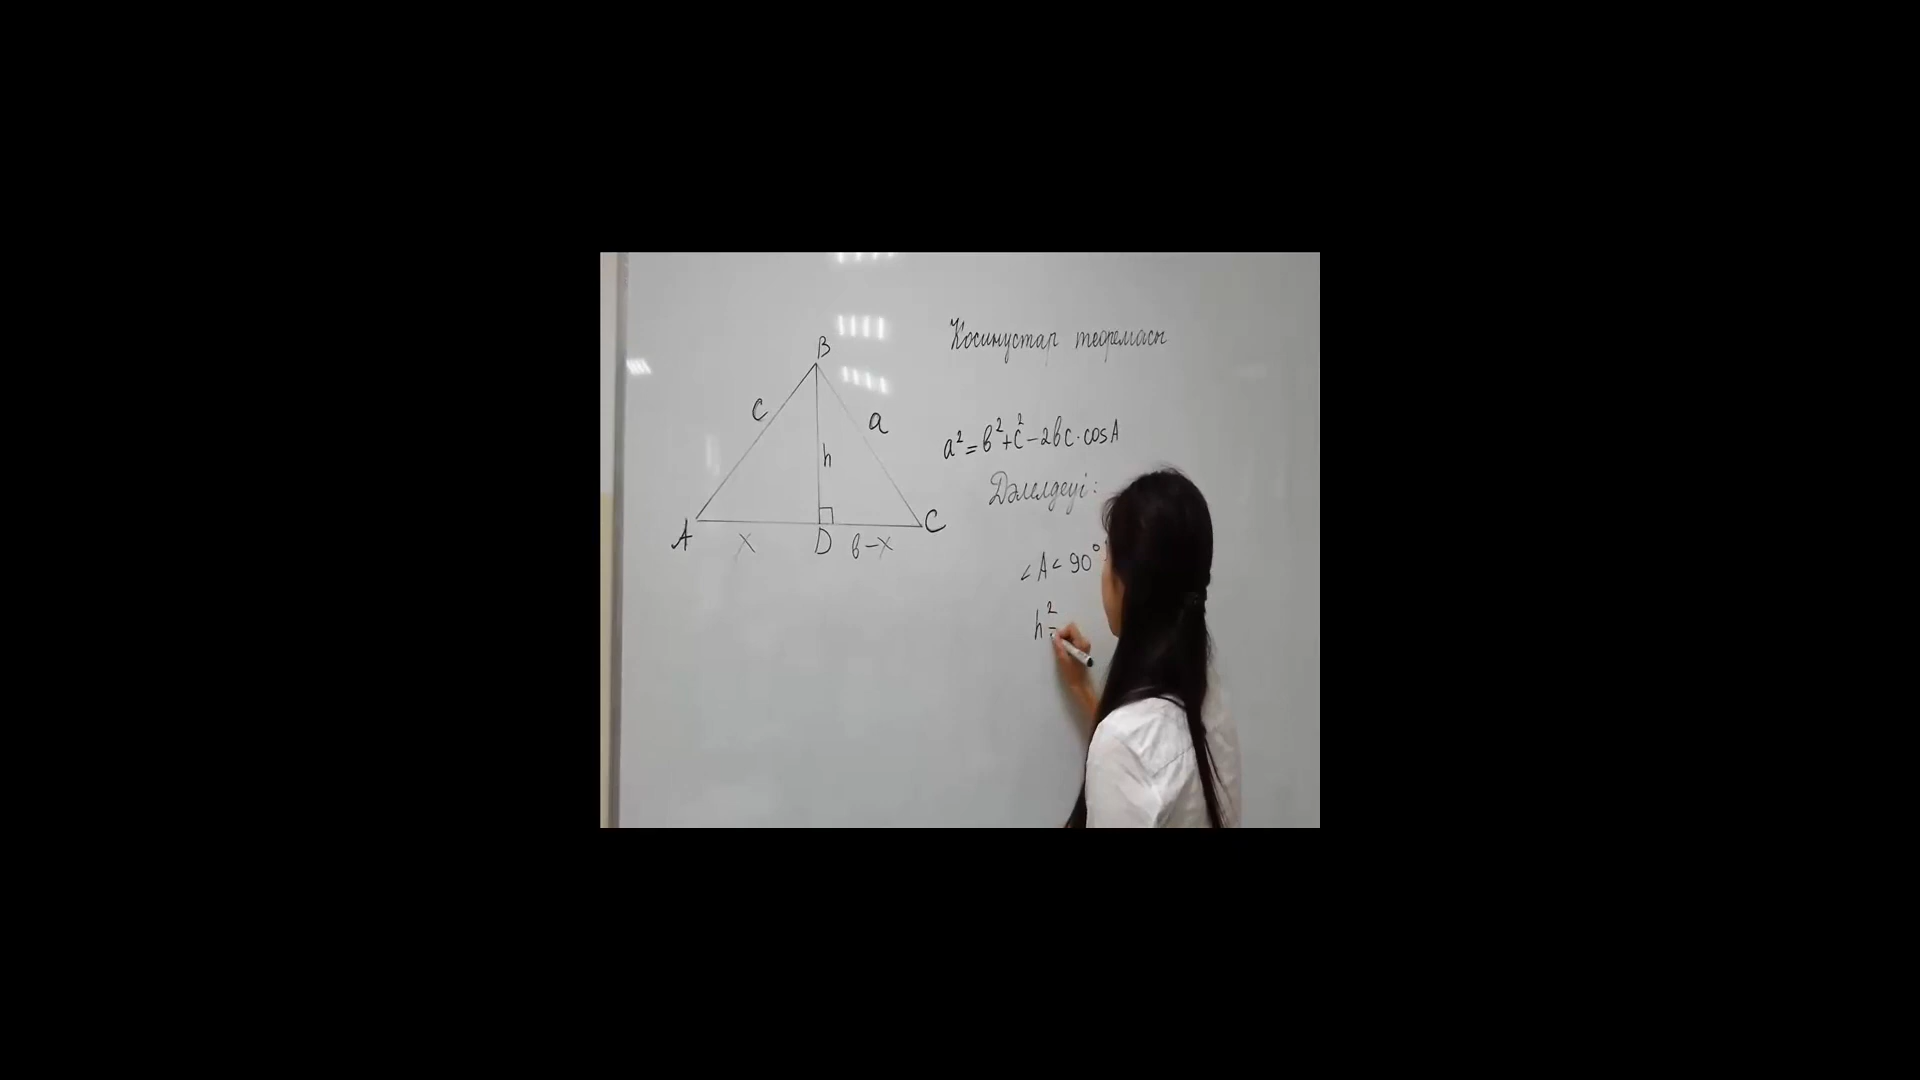 B
c
a
h
A
D
C
x
в-x
Косинустар теоремасы
a²=в²+c²-2вc·cosA
Дәлелдеуі:
∠A<90°
h²=